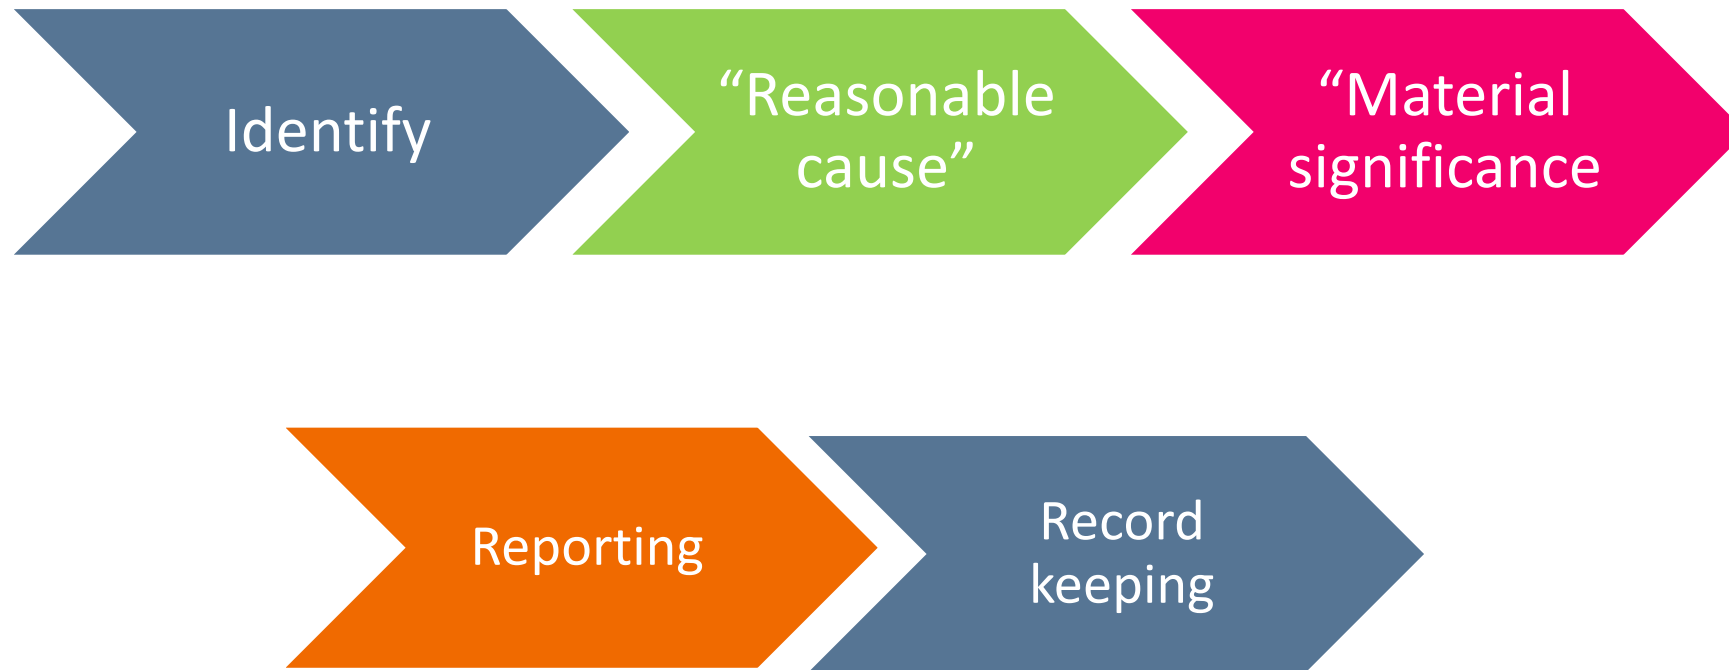 Identify
“Reasonable
cause”
“Material
significance
Reporting
Record
keeping